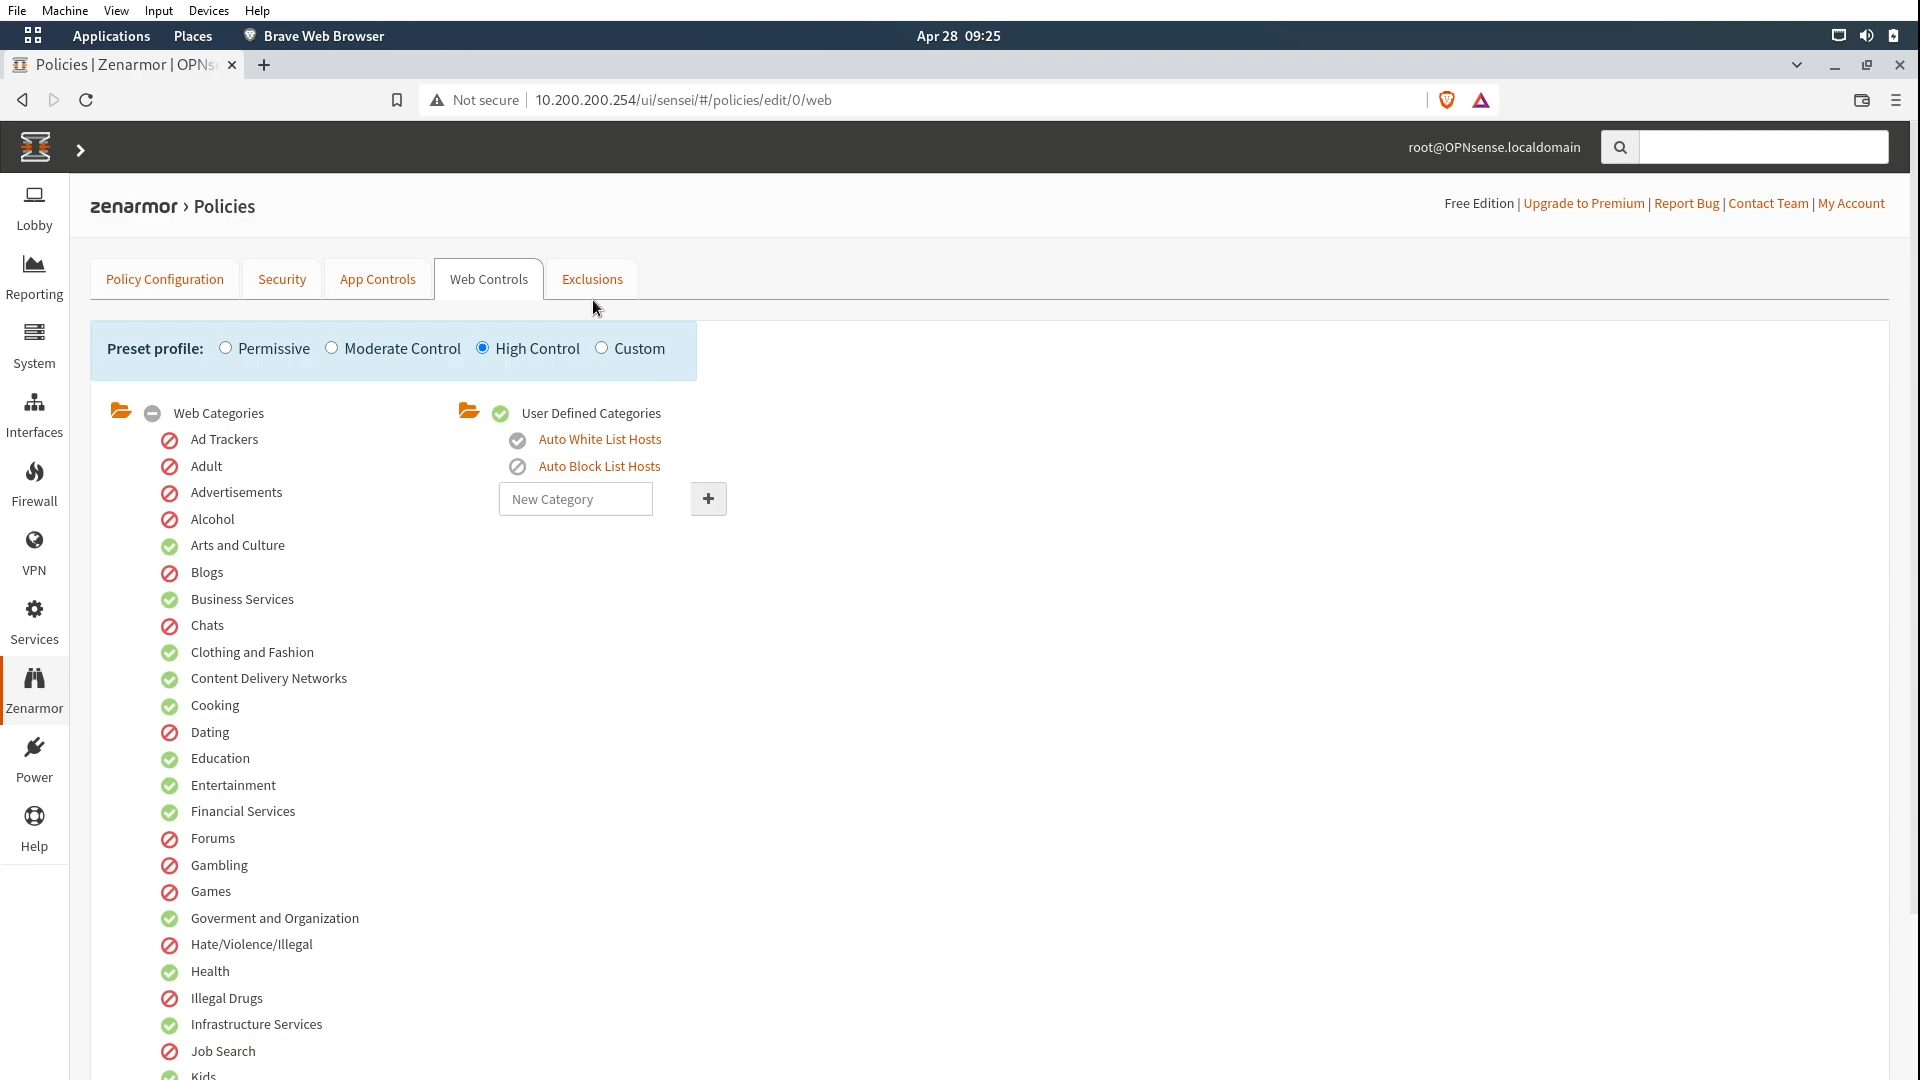 File Machine View Input Devices Help
Applications Places Brave Web Browser Apr 28 09:25
Policies | Zenarmor | OPNs
Not secure 10.200.200.254/ui/sensei/#/policies/edit/0/web
root@OPNsense.localdomain
Lobby
Reporting
System
Interfaces
Firewall
VPN
Services
Zenarmor
Power
Help
zenarmor › Policies
Free Edition | Upgrade to Premium | Report Bug | Contact Team | My Account
Policy Configuration Security App Controls Web Controls Exclusions
Preset profile: Permissive Moderate Control High Control Custom
Web Categories
Ad Trackers
Adult
Advertisements
Alcohol
Arts and Culture
Blogs
Business Services
Chats
Clothing and Fashion
Content Delivery Networks
Cooking
Dating
Education
Entertainment
Financial Services
Forums
Gambling
Games
Goverment and Organization
Hate/Violence/Illegal
Health
Illegal Drugs
Infrastructure Services
Job Search
Kids
User Defined Categories
Auto White List Hosts
Auto Block List Hosts
New Category +